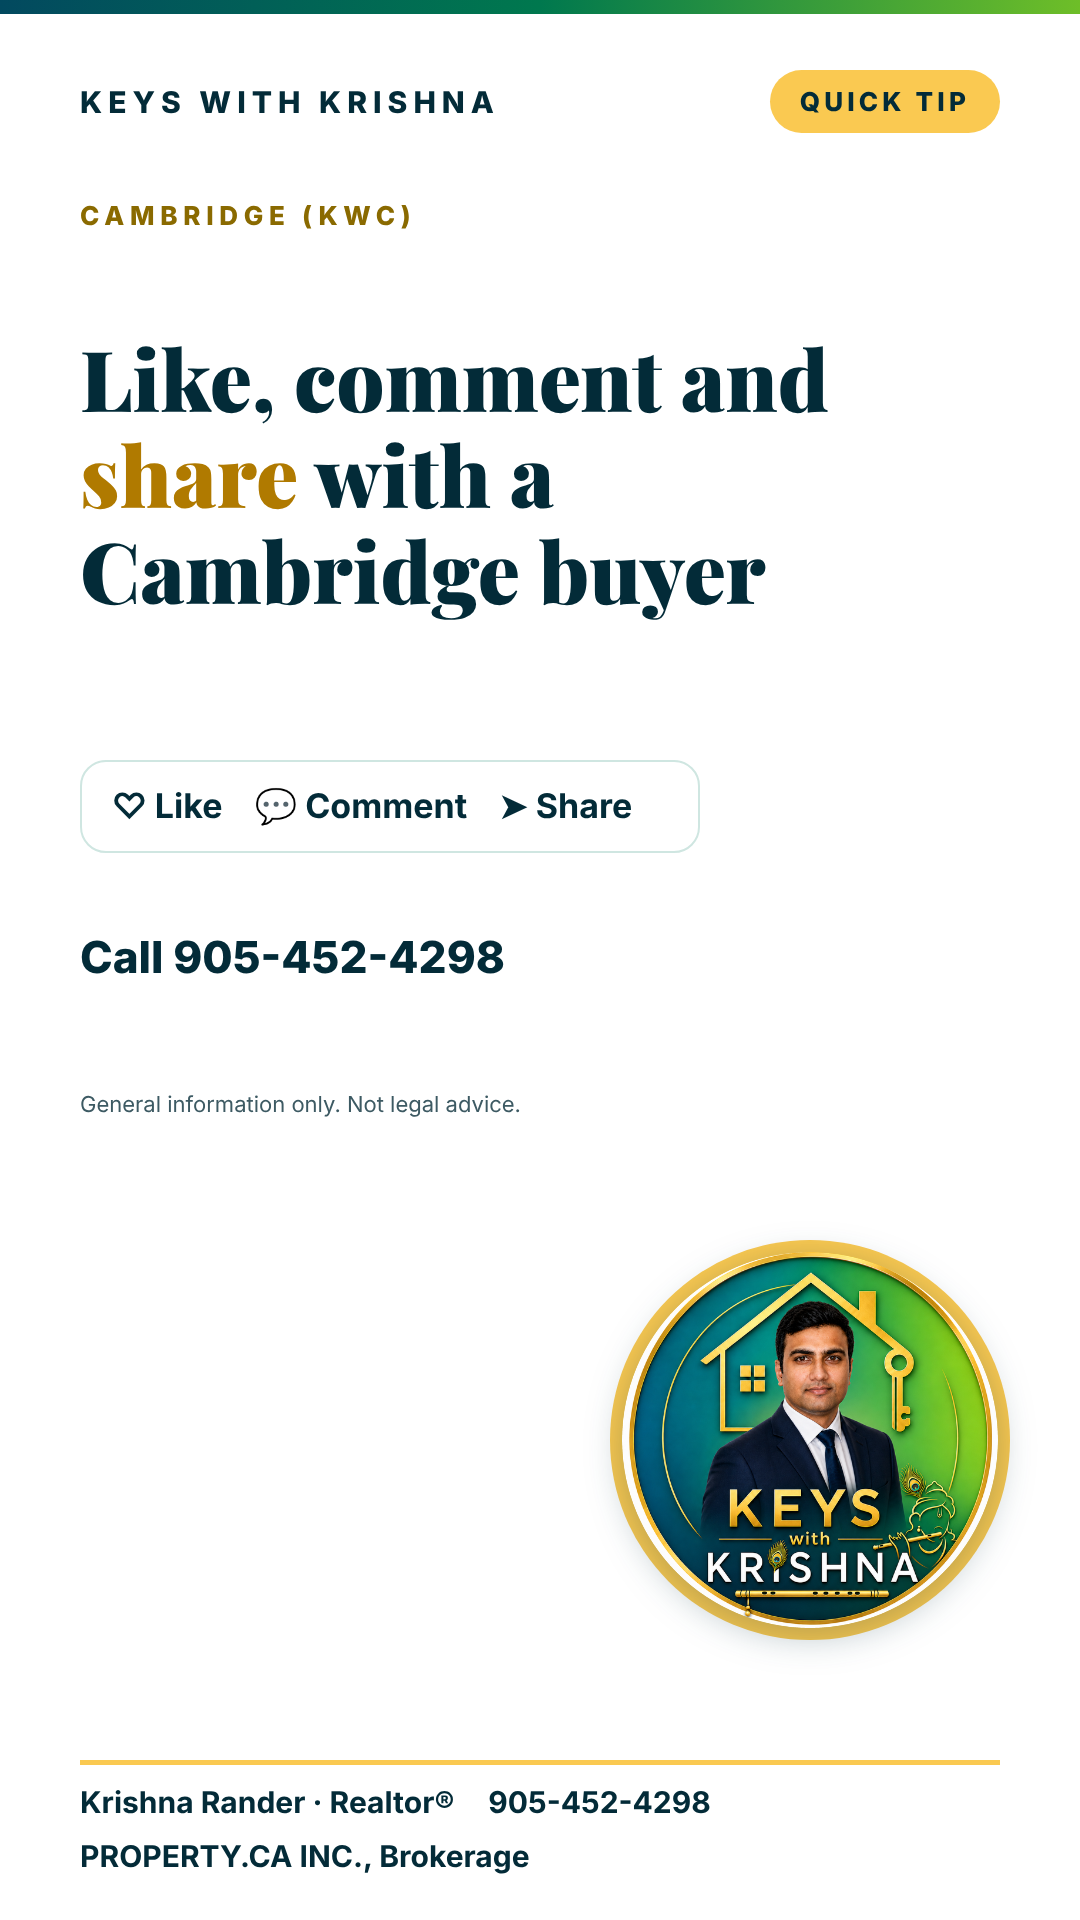 KEYS WITH KRISHNA
QUICK TIP
CAMBRIDGE (KWC)
Like, comment and
share with a
Cambridge buyer
♡ Like 💬 Comment ➤ Share
Call 905-452-4298
General information only. Not legal advice.
KEYS
with
KRISHNA
Krishna Rander · Realtor® 905-452-4298
PROPERTY.CA INC., Brokerage